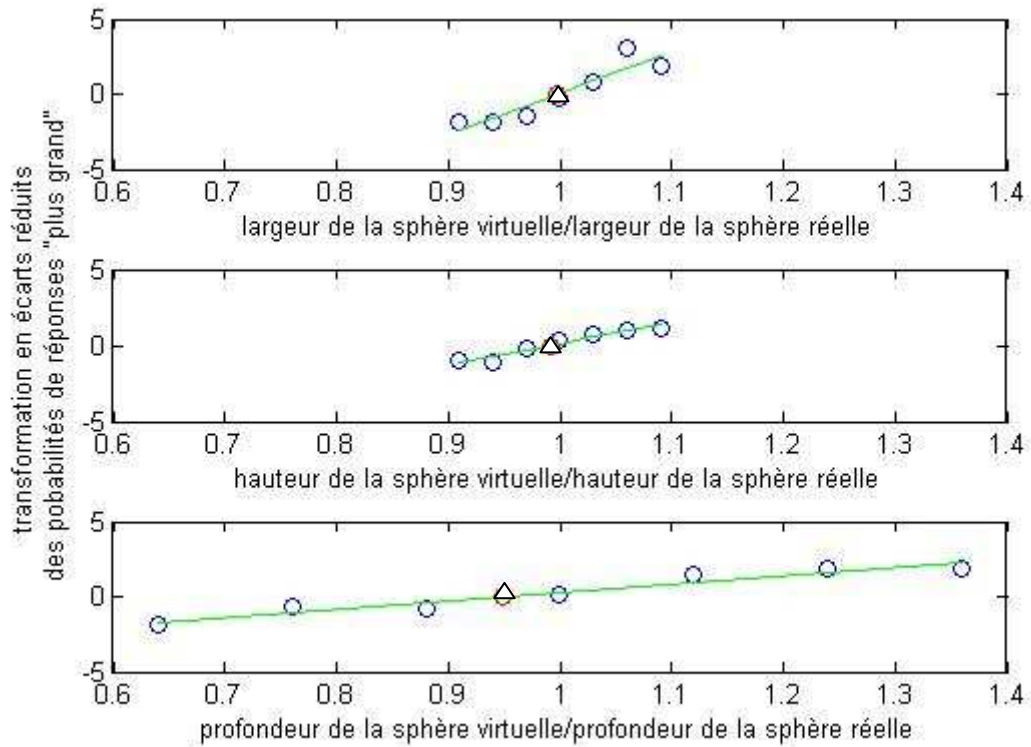 transformation en écarts réduits
des pobabilités de réponses "plus grand"
5
0
-5
0.6 0.7 0.8 0.9 1 1.1 1.2 1.3 1.4
largeur de la sphère virtuelle/largeur de la sphère réelle
5
0
-5
0.6 0.7 0.8 0.9 1 1.1 1.2 1.3 1.4
hauteur de la sphère virtuelle/hauteur de la sphère réelle
5
0
-5
0.6 0.7 0.8 0.9 1 1.1 1.2 1.3 1.4
profondeur de la sphère virtuelle/profondeur de la sphère réelle